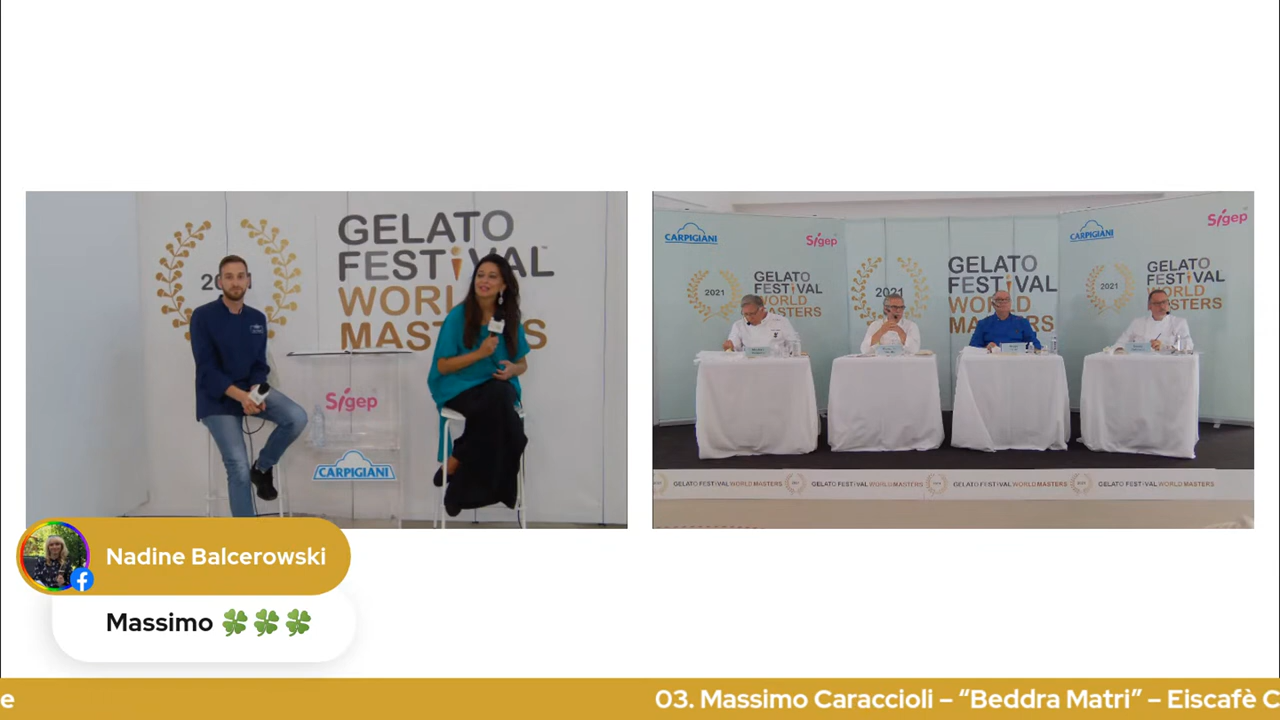 GELATO
FESTIVAL™
WORLD
MASTERS
Sigep
CARPIGIANI
CARPIGIANI
Sigep
2021
GELATO
FESTIVAL
WORLD
MASTERS
2021
GELATO
FESTIVAL
WORLD
MASTERS
CARPIGIANI
Sigep
2021
GELATO
FESTIVAL
WORLD
MASTERS
GELATO FESTIVAL WORLD MASTERS
GELATO FESTIVAL WORLD MASTERS
GELATO FESTIVAL WORLD MASTERS
GELATO FESTIVAL WORLD MASTERS
Nadine Balcerowski
Massimo 🍀🍀🍀
e
03. Massimo Caraccioli – “Beddra Matri” – Eiscafè C